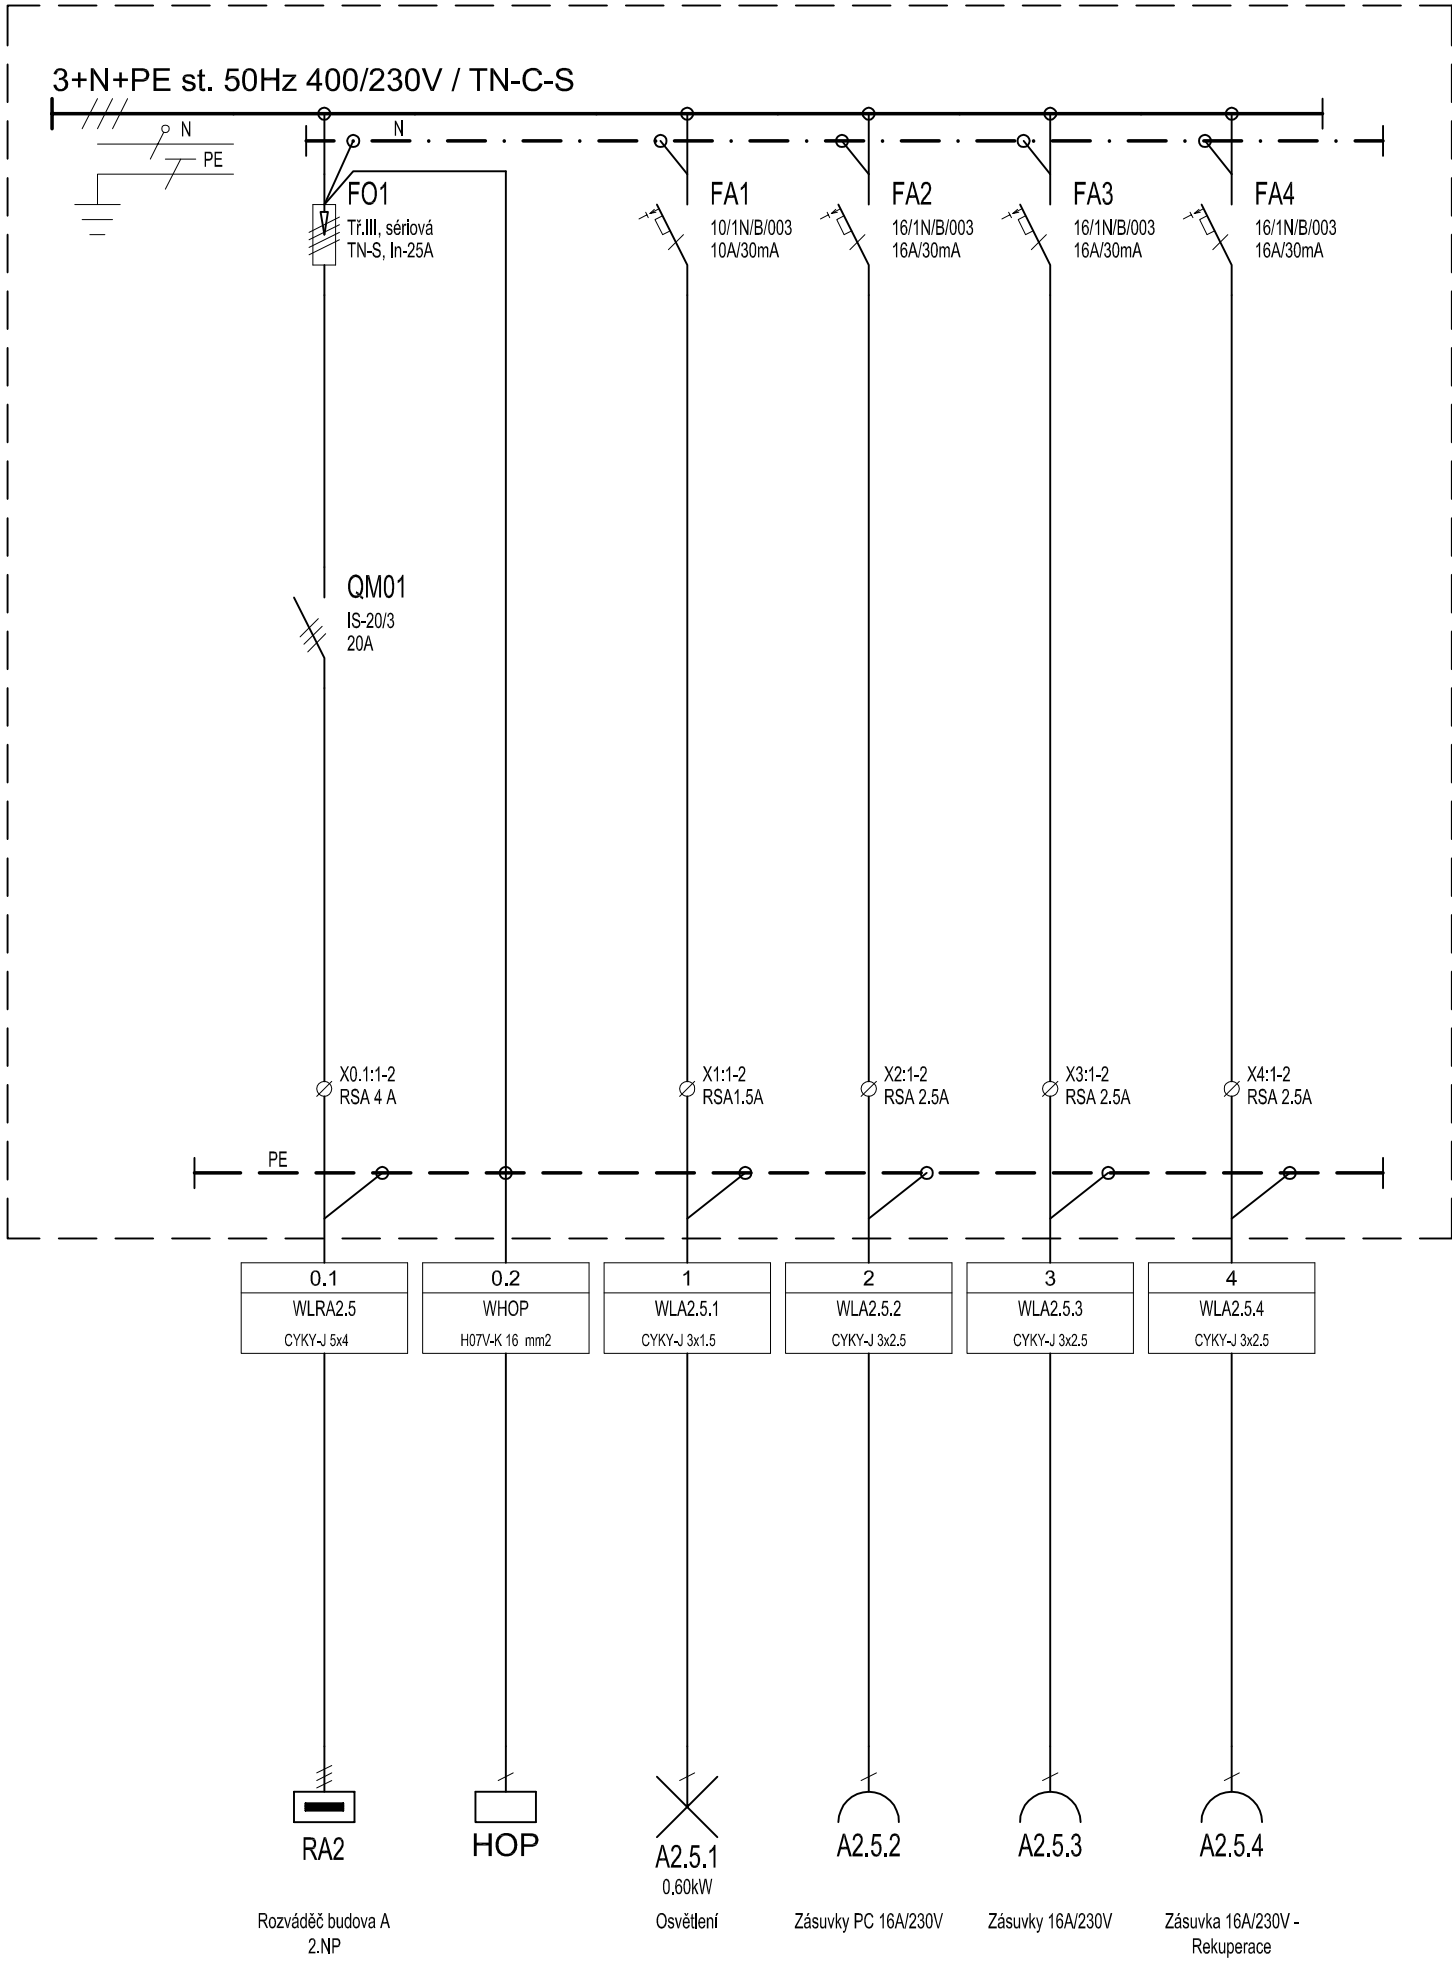 3+N+PE st. 50Hz 400/230V / TN-C-S
N
N
PE
FO1
Tř.III, sériová
TN-S, In-25A
FA1
10/1N/B/003
10A/30mA
FA2
16/1N/B/003
16A/30mA
FA3
16/1N/B/003
16A/30mA
FA4
16/1N/B/003
16A/30mA
QM01
IS-20/3
20A
X0.1:1-2
RSA 4 A
X1:1-2
RSA1.5A
X2:1-2
RSA 2.5A
X3:1-2
RSA 2.5A
X4:1-2
RSA 2.5A
PE
0.1
WLRA2.5
CYKY-J 5x4
0.2
WHOP
H07V-K 16 mm2
1
WLA2.5.1
CYKY-J 3x1.5
2
WLA2.5.2
CYKY-J 3x2.5
3
WLA2.5.3
CYKY-J 3x2.5
4
WLA2.5.4
CYKY-J 3x2.5
RA2
Rozváděč budova A
2.NP
HOP
A2.5.1
0.60kW
Osvětlení
A2.5.2
Zásuvky PC 16A/230V
A2.5.3
Zásuvky 16A/230V
A2.5.4
Zásuvka 16A/230V -
Rekuperace